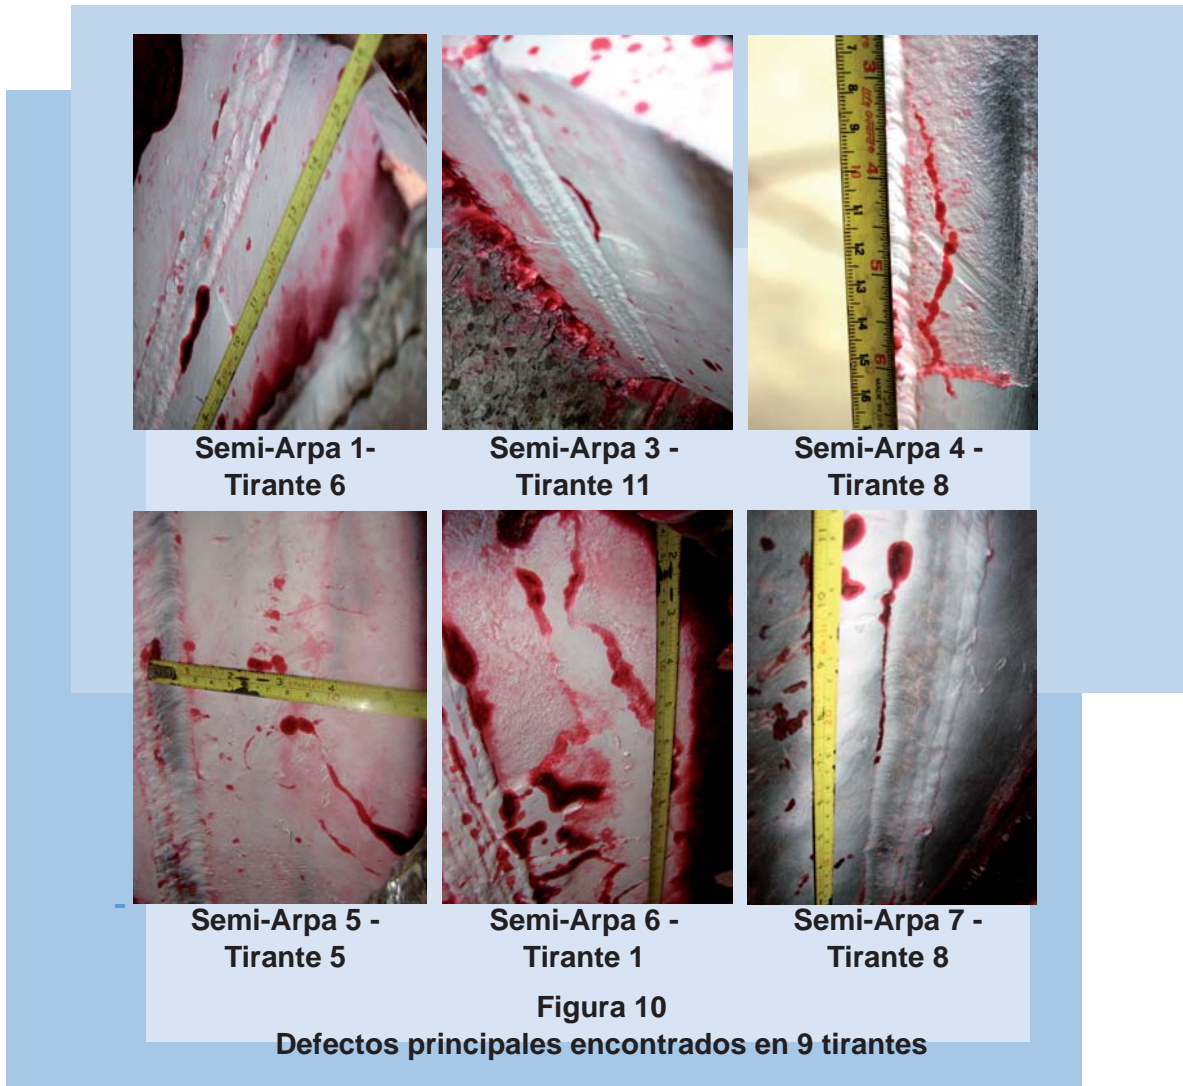 Semi-Arpa 1-
Tirante 6
Semi-Arpa 3 -
Tirante 11
Semi-Arpa 4 -
Tirante 8
Semi-Arpa 5 -
Tirante 5
Semi-Arpa 6 -
Tirante 1
Semi-Arpa 7 -
Tirante 8
Figura 10
Defectos principales encontrados en 9 tirantes